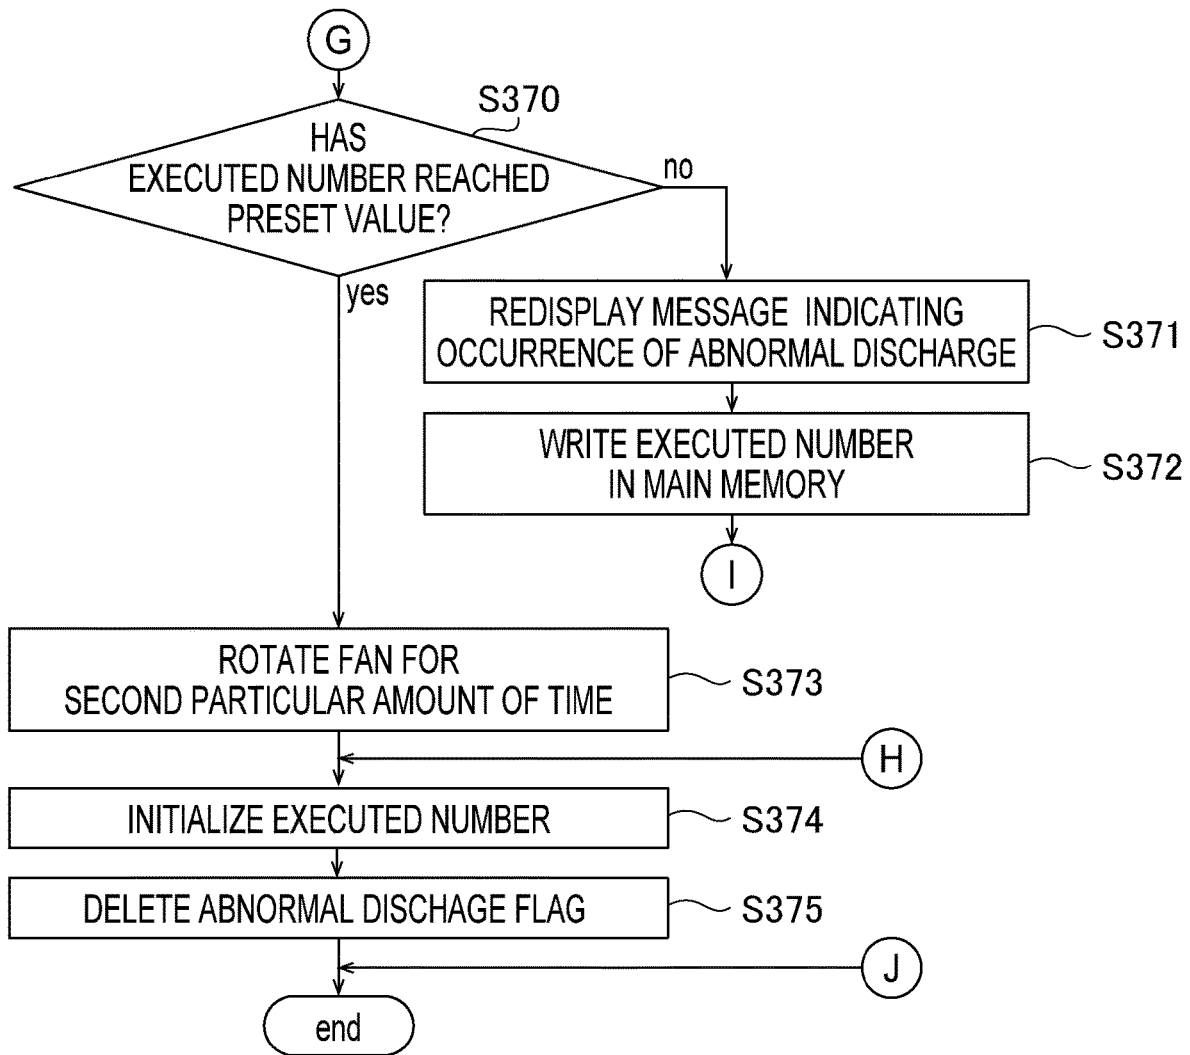 G
S370
HAS
EXECUTED NUMBER REACHED
PRESET VALUE?
no
yes
REDISPLAY MESSAGE INDICATING
OCCURRENCE OF ABNORMAL DISCHARGE
S371
WRITE EXECUTED NUMBER
IN MAIN MEMORY
S372
I
ROTATE FAN FOR
SECOND PARTICULAR AMOUNT OF TIME
S373
H
INITIALIZE EXECUTED NUMBER
S374
DELETE ABNORMAL DISCHAGE FLAG
S375
J
end